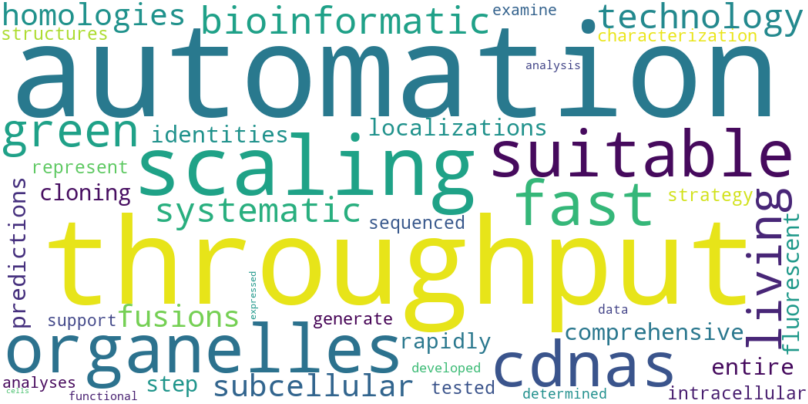 homologies
bioinformatic
examine
technology
structures
characterization
automation
analysis
green
identities
localizations
suitable
represent
scaling
fast
strategy
cloning
systematic
sequenced
living
fluorescent
predictions
throughput
expressed
data
support
fusions
generate
comprehensive
organelles
rapidly
cdnas
entire
developed
analyses
step
subcellular
tested
determined
intracellular
cells
functional